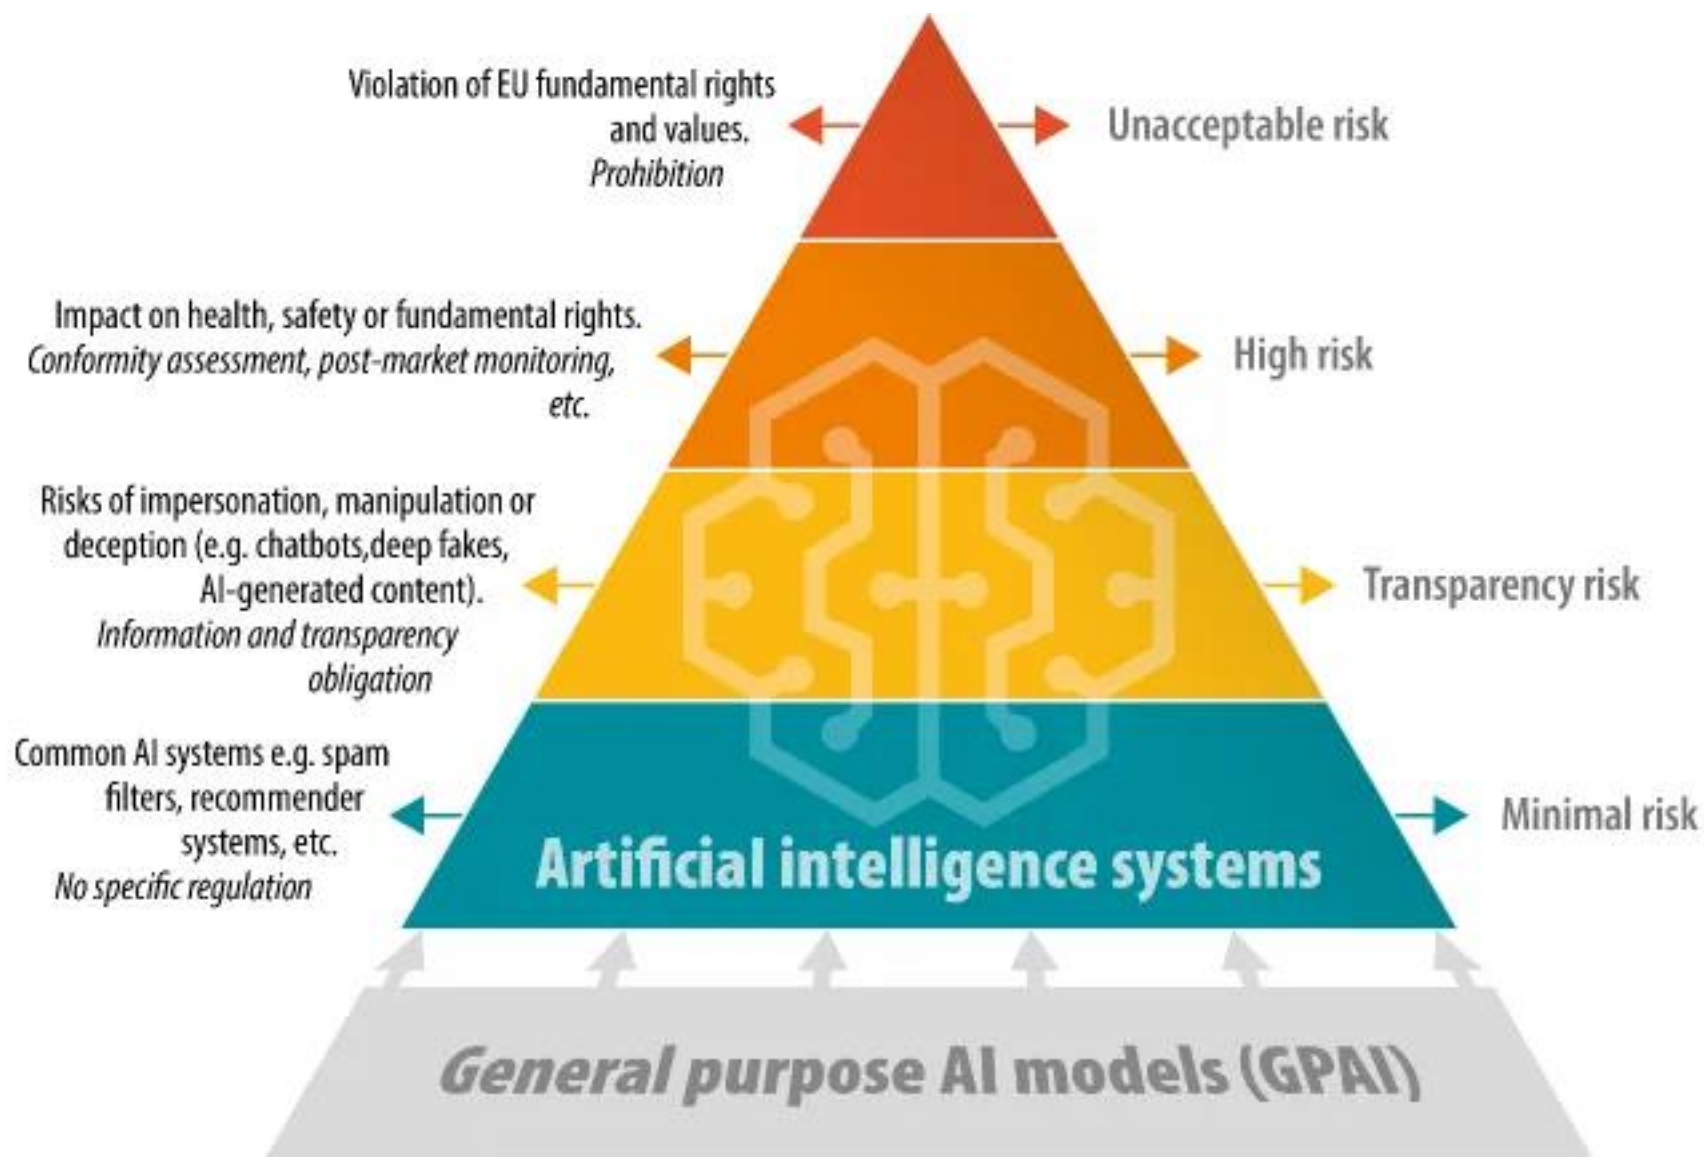 Violation of EU fundamental rights
and values.
Prohibition
Unacceptable risk
Impact on health, safety or fundamental rights.
Conformity assessment, post-market monitoring,
etc.
High risk
Risks of impersonation, manipulation or
deception (e.g. chatbots,deep fakes,
AI-generated content).
Information and transparency
obligation
Transparency risk
Common AI systems e.g. spam
filters, recommender
systems, etc.
No specific regulation
Minimal risk
Artificial intelligence systems
General purpose AI models (GPAI)